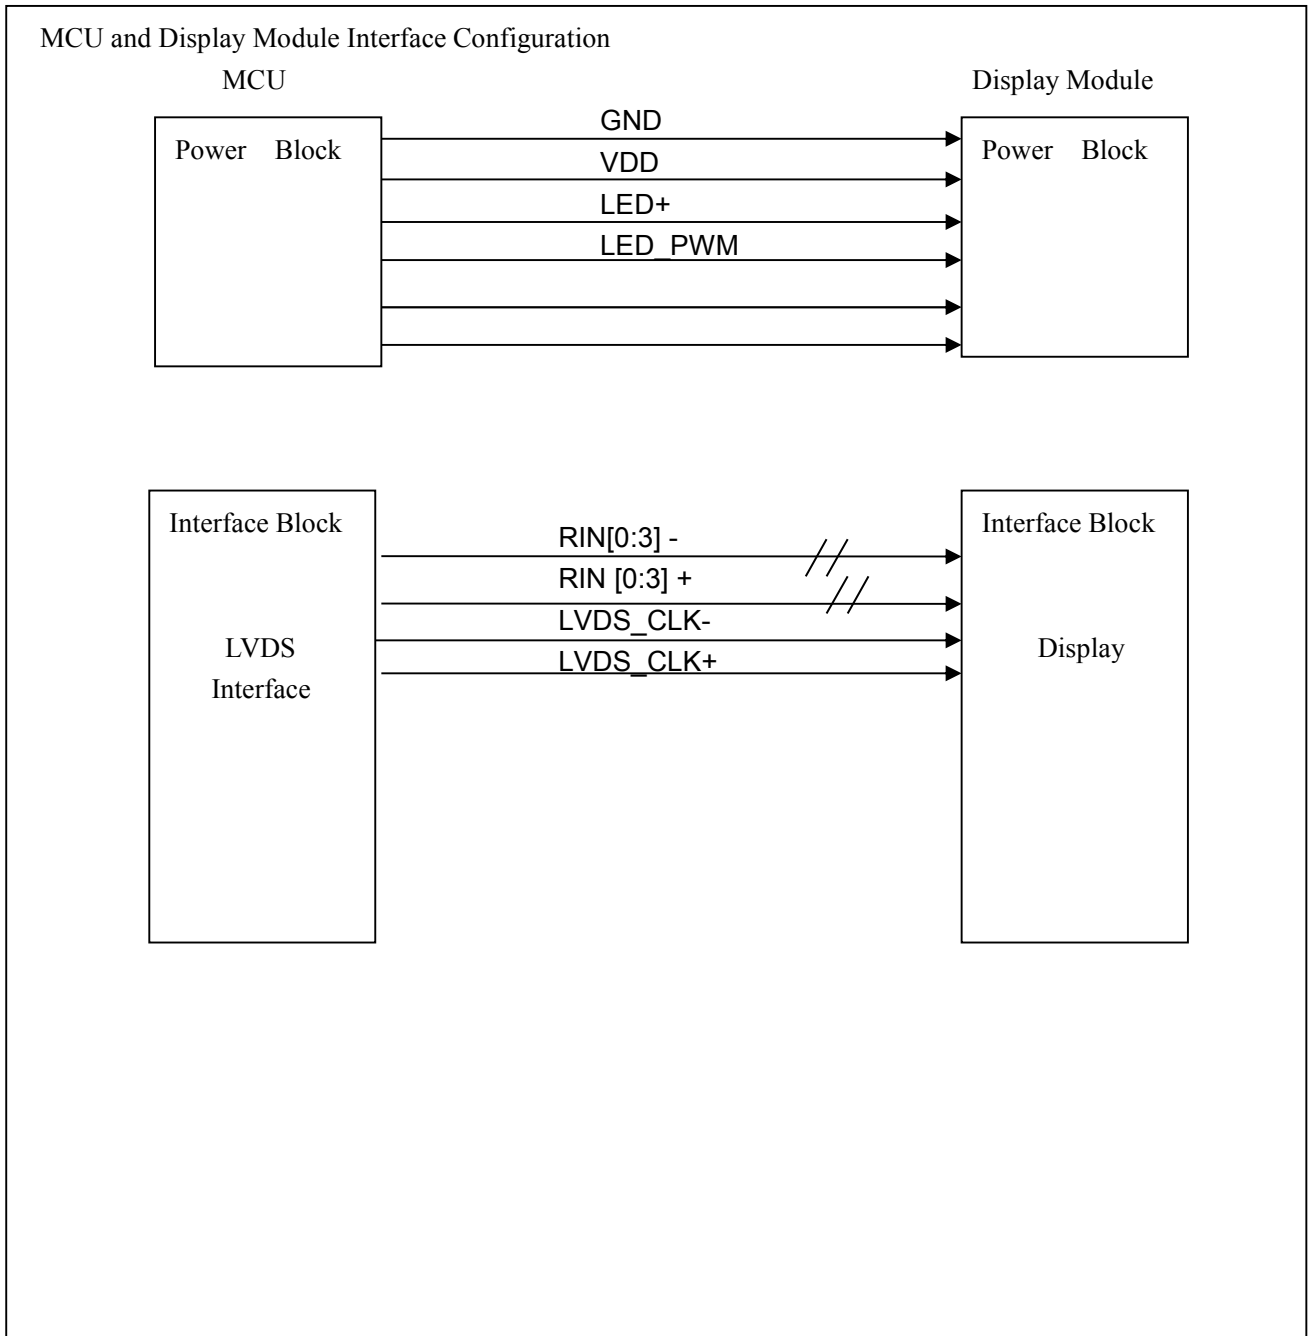 MCU and Display Module Interface Configuration
MCU
Display Module
Power Block
GND
VDD
LED+
LED_PWM
Power Block
Interface Block
LVDS
Interface
RIN[0:3] -
RIN [0:3] +
LVDS_CLK-
LVDS_CLK+
Interface Block
Display